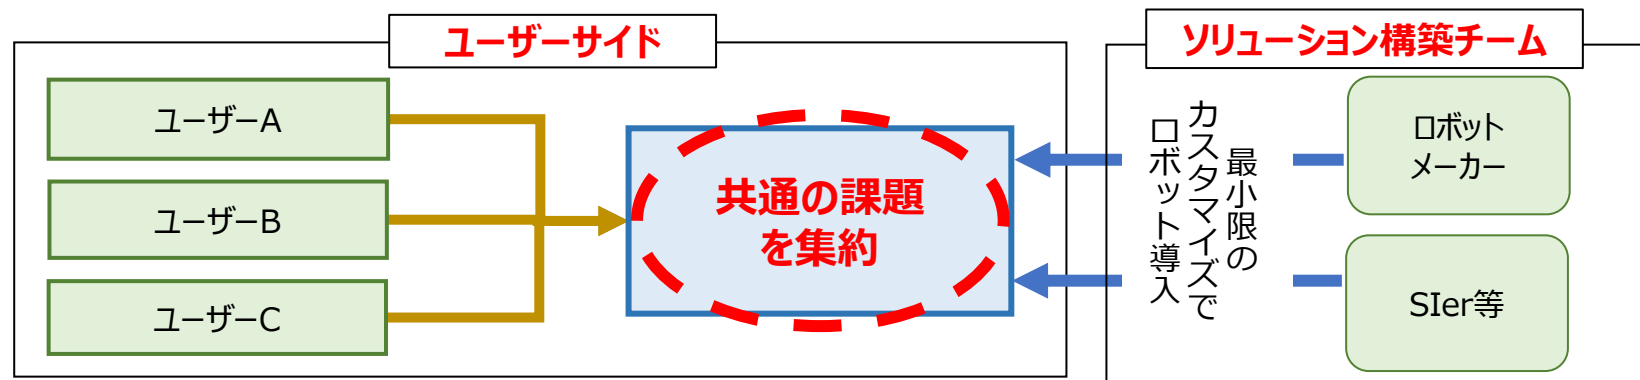 ユーザーサイド
ユーザーA
ユーザーB
ユーザーC
共通の課題
を集約
ソリューション構築チーム
最小限の
カスタマイズで
ロボット導入
ロボット
メーカー
SIer等